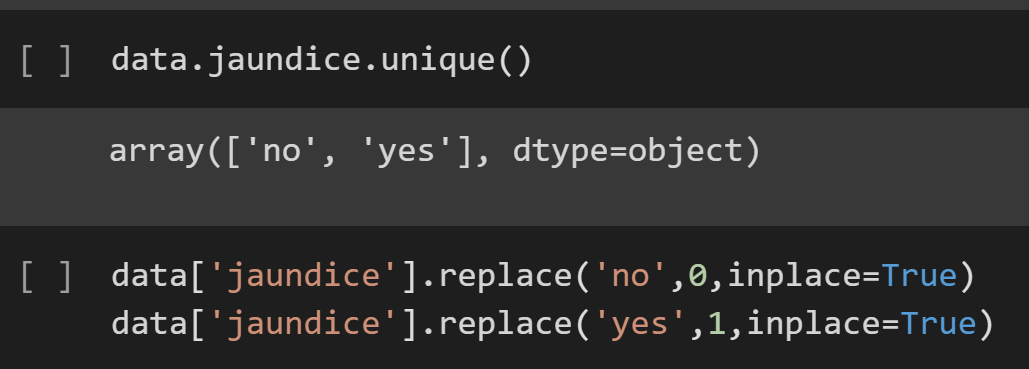 [ ] data.jaundice.unique()
array(['no', 'yes'], dtype=object)
[ ] data['jaundice'].replace('no',0,inplace=True)
data['jaundice'].replace('yes',1,inplace=True)